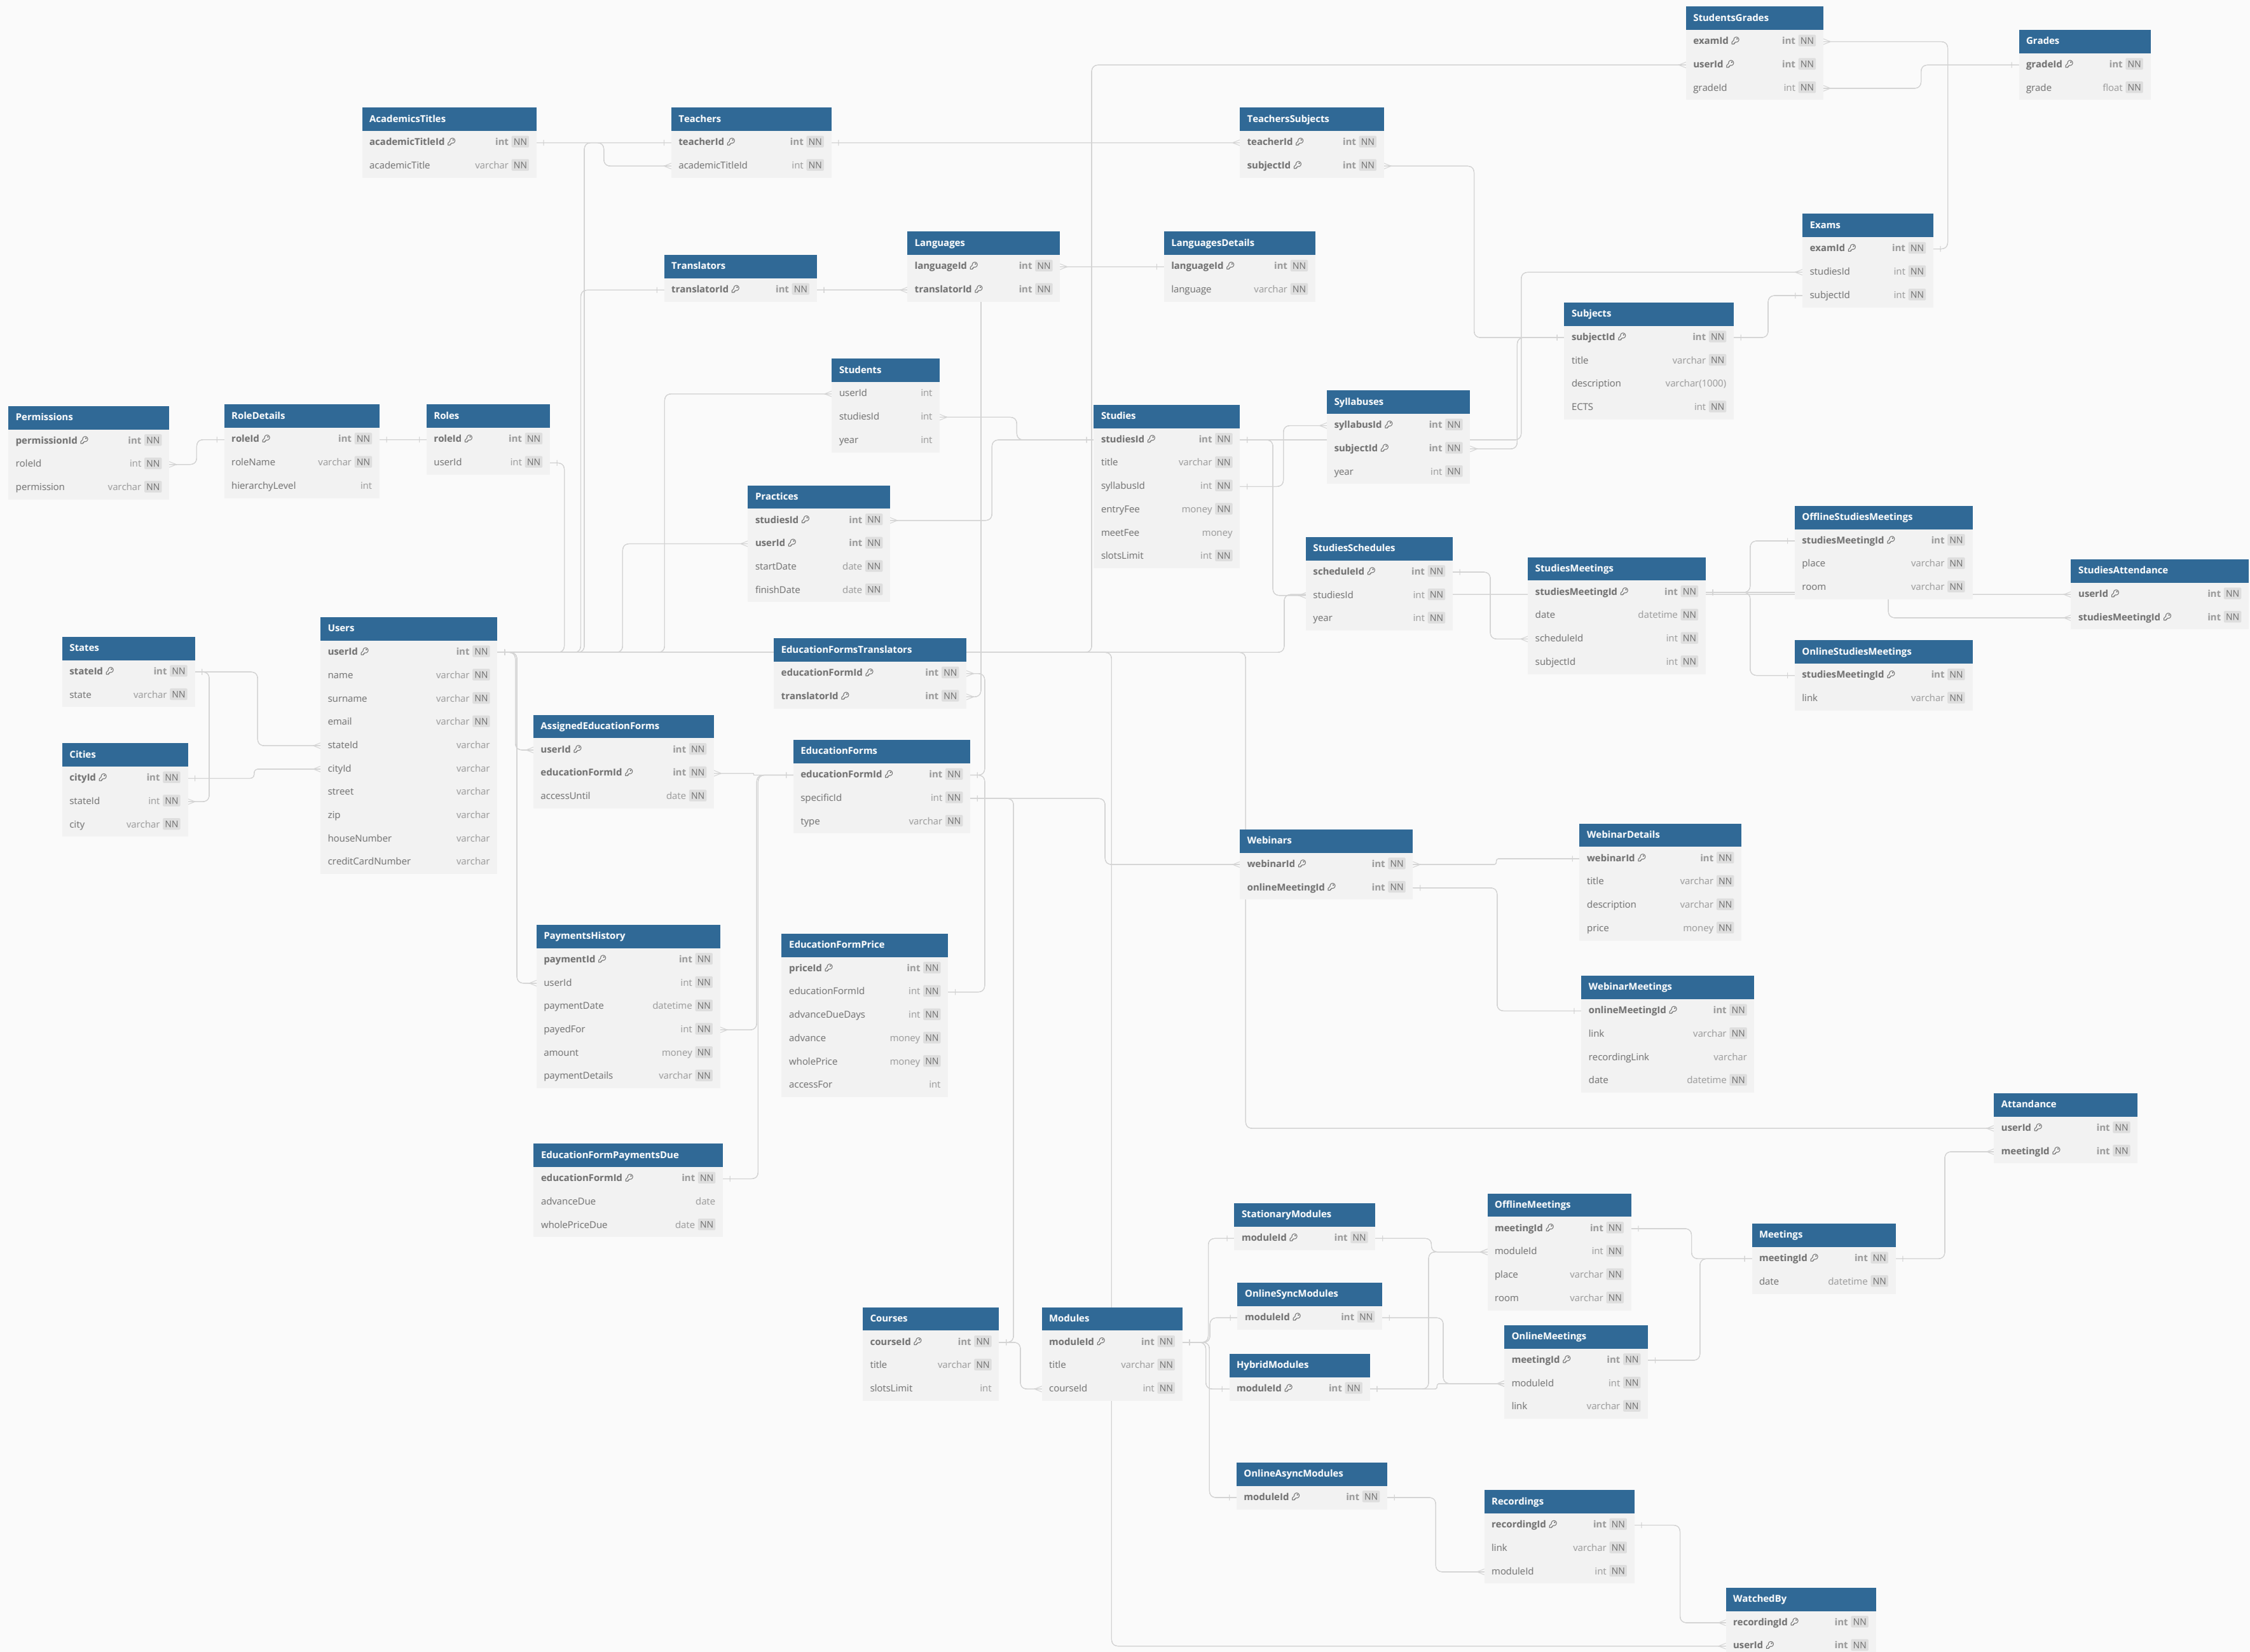 StudentsGrades
examId int NN
userId int NN
gradeId int NN
Grades
gradeId int NN
grade float NN
AcademicsTitles
academicTitleId int NN
academicTitle varchar NN
Teachers
teacherId int NN
academicTitleId int NN
TeachersSubjects
teacherId int NN
subjectId int NN
Exams
examId int NN
studiesId int NN
subjectId int NN
Translators
translatorId int NN
Languages
languageId int NN
translatorId int NN
LanguagesDetails
languageId int NN
language varchar NN
Subjects
subjectId int NN
title varchar NN
description varchar(1000)
ECTS int NN
Students
userId int
studiesId int
year int
Permissions
permissionId int NN
roleId int NN
permission varchar NN
RoleDetails
roleId int NN
roleName varchar NN
hierarchyLevel int
Roles
roleId int NN
userId int NN
Studies
studiesId int NN
title varchar NN
syllabusId int NN
entryFee money NN
meetFee money
slotsLimit int NN
Syllabuses
syllabusId int NN
subjectId int NN
year int NN
Practices
studiesId int NN
userId int NN
startDate date NN
finishDate date NN
StudiesSchedules
scheduleId int NN
studiesId int NN
year int NN
StudiesMeetings
studiesMeetingId int NN
date datetime NN
scheduleId int NN
subjectId int NN
OfflineStudiesMeetings
studiesMeetingId int NN
place varchar NN
room varchar NN
StudiesAttendance
userId int NN
studiesMeetingId int NN
OnlineStudiesMeetings
studiesMeetingId int NN
link varchar NN
States
stateId int NN
state varchar NN
Cities
cityId int NN
stateId int NN
city varchar NN
Users
userId int NN
name varchar NN
surname varchar NN
email varchar NN
stateId varchar
cityId varchar
street varchar
zip varchar
houseNumber varchar
creditCardNumber varchar
EducationFormsTranslators
educationFormId int NN
translatorId int NN
AssignedEducationForms
userId int NN
educationFormId int NN
accessUntil date NN
EducationForms
educationFormId int NN
specificId int NN
type varchar NN
Webinars
webinarId int NN
onlineMeetingId int NN
WebinarDetails
webinarId int NN
title varchar NN
description varchar NN
price money NN
PaymentsHistory
paymentId int NN
userId int NN
paymentDate datetime NN
payedFor int NN
amount money NN
paymentDetails varchar NN
EducationFormPrice
priceId int NN
educationFormId int NN
advanceDueDays int NN
advance money NN
wholePrice money NN
accessFor int
WebinarMeetings
onlineMeetingId int NN
link varchar NN
recordingLink varchar
date datetime NN
Attandance
userId int NN
meetingId int NN
EducationFormPaymentsDue
educationFormId int NN
advanceDue date
wholePriceDue date NN
StationaryModules
moduleId int NN
OfflineMeetings
meetingId int NN
moduleId int NN
place varchar NN
room varchar NN
Meetings
meetingId int NN
date datetime NN
OnlineSyncModules
moduleId int NN
Courses
courseId int NN
title varchar NN
slotsLimit int
Modules
moduleId int NN
title varchar NN
courseId int NN
HybridModules
moduleId int NN
OnlineMeetings
meetingId int NN
moduleId int NN
link varchar NN
OnlineAsyncModules
moduleId int NN
Recordings
recordingId int NN
link varchar NN
moduleId int NN
WatchedBy
recordingId int NN
userId int NN